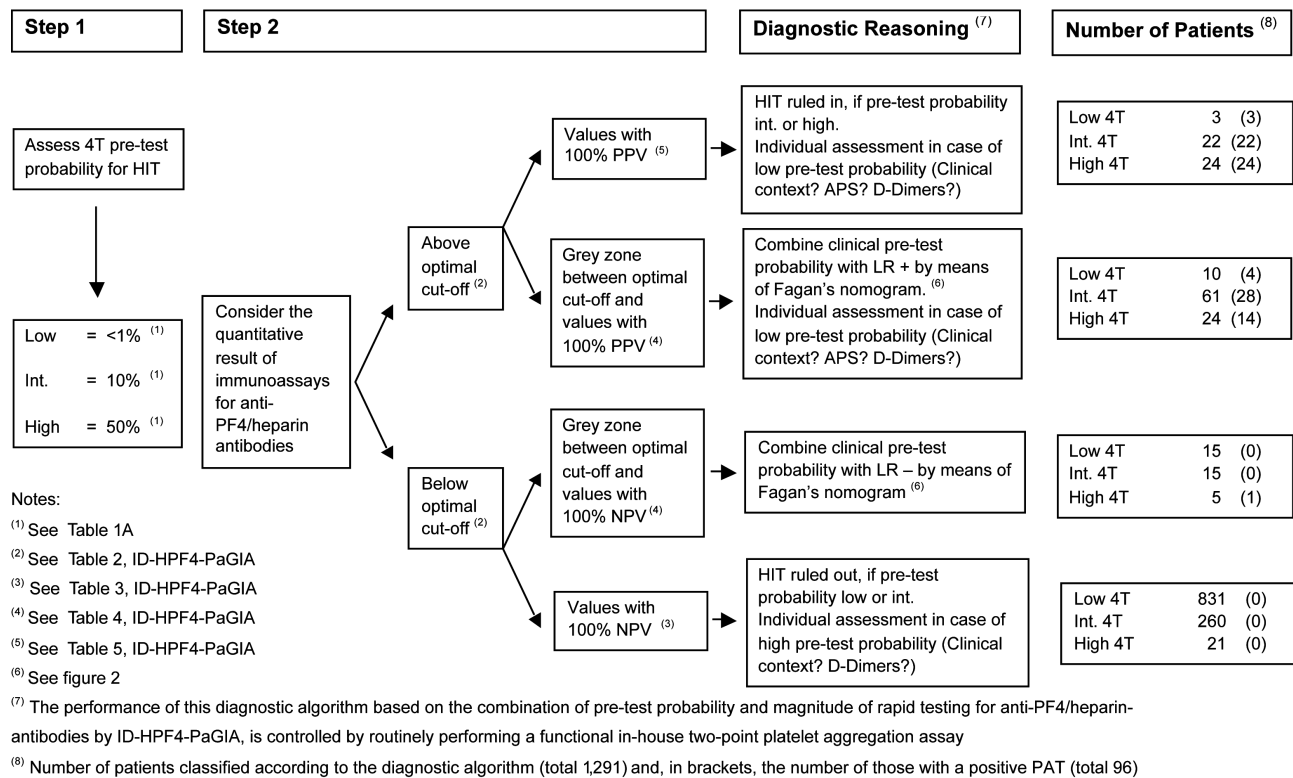 Step 1
Step 2
Diagnostic Reasoning (7)
Number of Patients (8)
Assess 4T pre-test
probability for HIT
Low = <1% (1)
Int. = 10% (1)
High = 50% (1)
Consider the
quantitative
result of
immunoassays
for anti-
PF4/heparin
antibodies
Above
optimal
cut-off (2)
Below
optimal
cut-off (2)
Values with
100% PPV (5)
HIT ruled in, if pre-test probability
int. or high.
Individual assessment in case of
low pre-test probability (Clinical
context? APS? D-Dimers?)
Low 4T 3 (3)
Int. 4T 22 (22)
High 4T 24 (24)
Grey zone
between optimal
cut-off and
values with
100% PPV (4)
Combine clinical pre-test
probability with LR + by means
of Fagan's nomogram. (6)
Individual assessment in case of
low pre-test probability (Clinical
context? APS? D-Dimers?)
Low 4T 10 (4)
Int. 4T 61 (28)
High 4T 24 (14)
Grey zone
between optimal
cut-off and
values with
100% NPV (4)
Combine clinical pre-test
probability with LR – by means of
Fagan's nomogram (6)
Low 4T 15 (0)
Int. 4T 15 (0)
High 4T 5 (1)
Values with
100% NPV (3)
HIT ruled out, if pre-test
probability low or int.
Individual assessment in case of
high pre-test probability (Clinical
context? D-Dimers?)
Low 4T 831 (0)
Int. 4T 260 (0)
High 4T 21 (0)
Notes:
(1) See Table 1A
(2) See Table 2, ID-HPF4-PaGIA
(3) See Table 3, ID-HPF4-PaGIA
(4) See Table 4, ID-HPF4-PaGIA
(5) See Table 5, ID-HPF4-PaGIA
(6) See figure 2
(7) The performance of this diagnostic algorithm based on the combination of pre-test probability and magnitude of rapid testing for anti-PF4/heparin-
antibodies by ID-HPF4-PaGIA, is controlled by routinely performing a functional in-house two-point platelet aggregation assay
(8) Number of patients classified according to the diagnostic algorithm (total 1,291) and, in brackets, the number of those with a positive PAT (total 96)